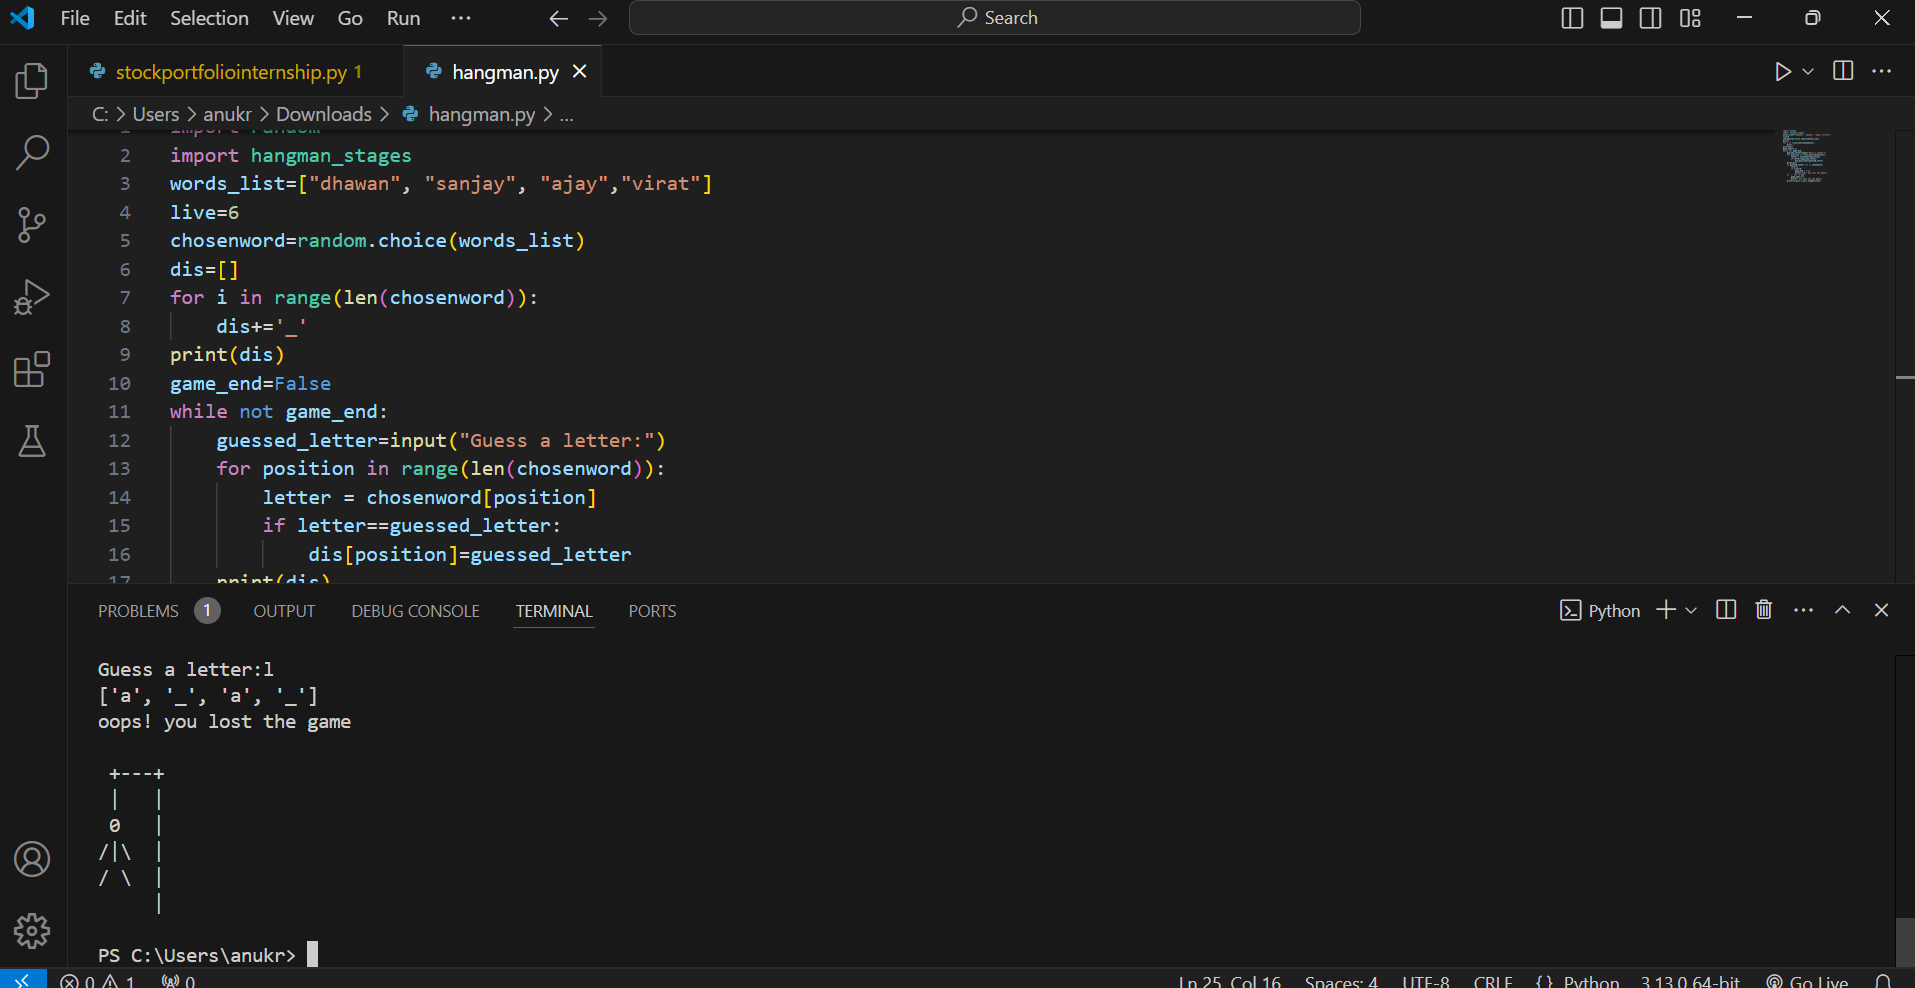 File Edit Selection View Go Run ··· Search
stockportfoliointernship.py 1 hangman.py
C: > Users > anukr > Downloads > hangman.py > ...
1 import random
2 import hangman_stages
3 words_list=["dhawan", "sanjay", "ajay","virat"]
4 live=6
5 chosenword=random.choice(words_list)
6 dis=[]
7 for i in range(len(chosenword)):
8 dis+='_'
9 print(dis)
10 game_end=False
11 while not game_end:
12 guessed_letter=input("Guess a letter:")
13 for position in range(len(chosenword)):
14 letter = chosenword[position]
15 if letter==guessed_letter:
16 dis[position]=guessed_letter
17 print(dis)
PROBLEMS 1 OUTPUT DEBUG CONSOLE TERMINAL PORTS Python
Guess a letter:l
['a', '_', 'a', '_']
oops! you lost the game
 +---+
 |   |
 0   |
/|\  |
/ \  |
     |
PS C:\Users\anukr>
0 1 0 Ln 25, Col 16 Spaces: 4 UTF-8 CRLF {} Python 3.13.0 64-bit Go Live